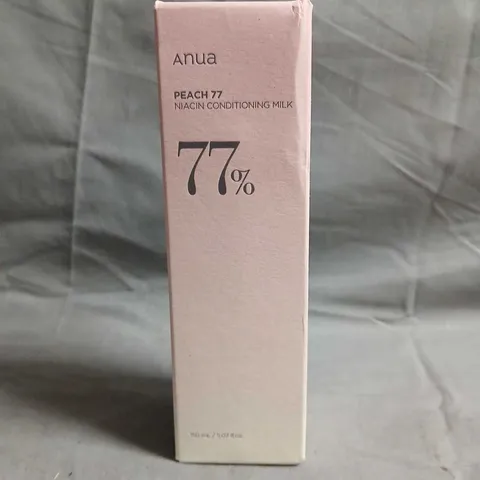 Anua
PEACH 77
NIACIN CONDITIONING MILK
77%